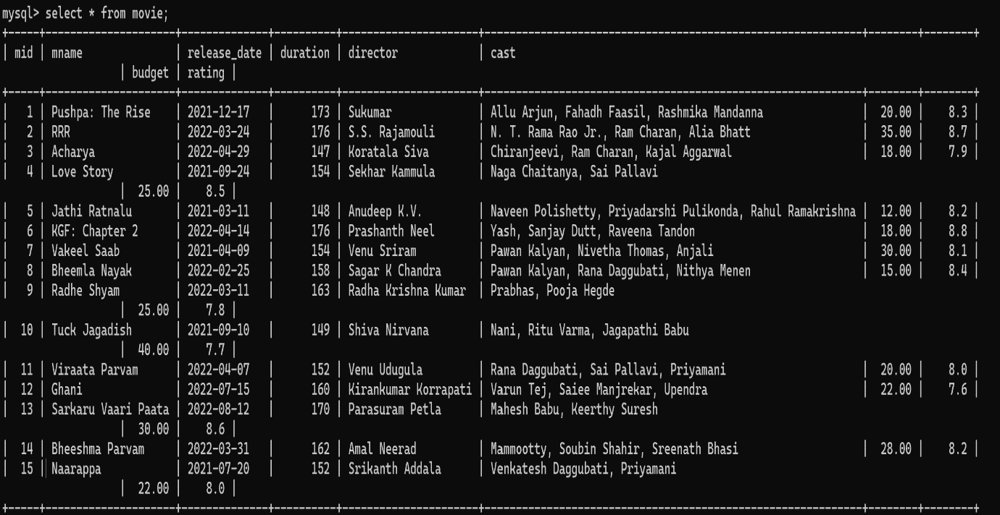 mysql> select * from movie;
+-----+-------------------+--------------+----------+--------------------+--------------------------------------------------------------+--------+--------+
| mid | mname | release_date | duration | director | cast
| budget | rating |
+-----+-------------------+--------------+----------+--------------------+--------------------------------------------------------------+--------+--------+
| 1 | Pushpa: The Rise | 2021-12-17 | 173 | Sukumar | Allu Arjun, Fahadh Faasil, Rashmika Mandanna | 20.00 | 8.3 |
| 2 | RRR | 2022-03-24 | 176 | S.S. Rajamouli | N. T. Rama Rao Jr., Ram Charan, Alia Bhatt | 35.00 | 8.7 |
| 3 | Acharya | 2022-04-29 | 147 | Koratala Siva | Chiranjeevi, Ram Charan, Kajal Aggarwal | 18.00 | 7.9 |
| 4 | Love Story | 2021-09-24 | 154 | Sekhar Kammula | Naga Chaitanya, Sai Pallavi
| 25.00 | 8.5 |
| 5 | Jathi Ratnalu | 2021-03-11 | 148 | Anudeep K.V. | Naveen Polishetty, Priyadarshi Pulikonda, Rahul Ramakrishna | 12.00 | 8.2 |
| 6 | KGF: Chapter 2 | 2022-04-14 | 176 | Prashanth Neel | Yash, Sanjay Dutt, Raveena Tandon | 18.00 | 8.8 |
| 7 | Vakeel Saab | 2021-04-09 | 154 | Venu Sriram | Pawan Kalyan, Nivetha Thomas, Anjali | 30.00 | 8.1 |
| 8 | Bheemla Nayak | 2022-02-25 | 158 | Sagar K Chandra | Pawan Kalyan, Rana Daggubati, Nithya Menen | 15.00 | 8.4 |
| 9 | Radhe Shyam | 2022-03-11 | 163 | Radha Krishna Kumar | Prabhas, Pooja Hegde
| 25.00 | 7.8 |
| 10 | Tuck Jagadish | 2021-09-10 | 149 | Shiva Nirvana | Nani, Ritu Varma, Jagapathi Babu
| 40.00 | 7.7 |
| 11 | Viraata Parvam | 2022-04-07 | 152 | Venu Udugula | Rana Daggubati, Sai Pallavi, Priyamani | 20.00 | 8.0 |
| 12 | Ghani | 2022-07-15 | 160 | Kirankumar Korrapati | Varun Tej, Saiee Manjrekar, Upendra | 22.00 | 7.6 |
| 13 | Sarkaru Vaari Paata | 2022-08-12 | 170 | Parasuram Petla | Mahesh Babu, Keerthy Suresh
| 30.00 | 8.6 |
| 14 | Bheeshma Parvam | 2022-03-31 | 162 | Amal Neerad | Mammootty, Soubin Shahir, Sreenath Bhasi | 28.00 | 8.2 |
| 15 | Naarappa | 2021-07-20 | 152 | Srikanth Addala | Venkatesh Daggubati, Priyamani
| 22.00 | 8.0 |
+-----+-------------------+--------------+----------+--------------------+--------------------------------------------------------------+--------+--------+